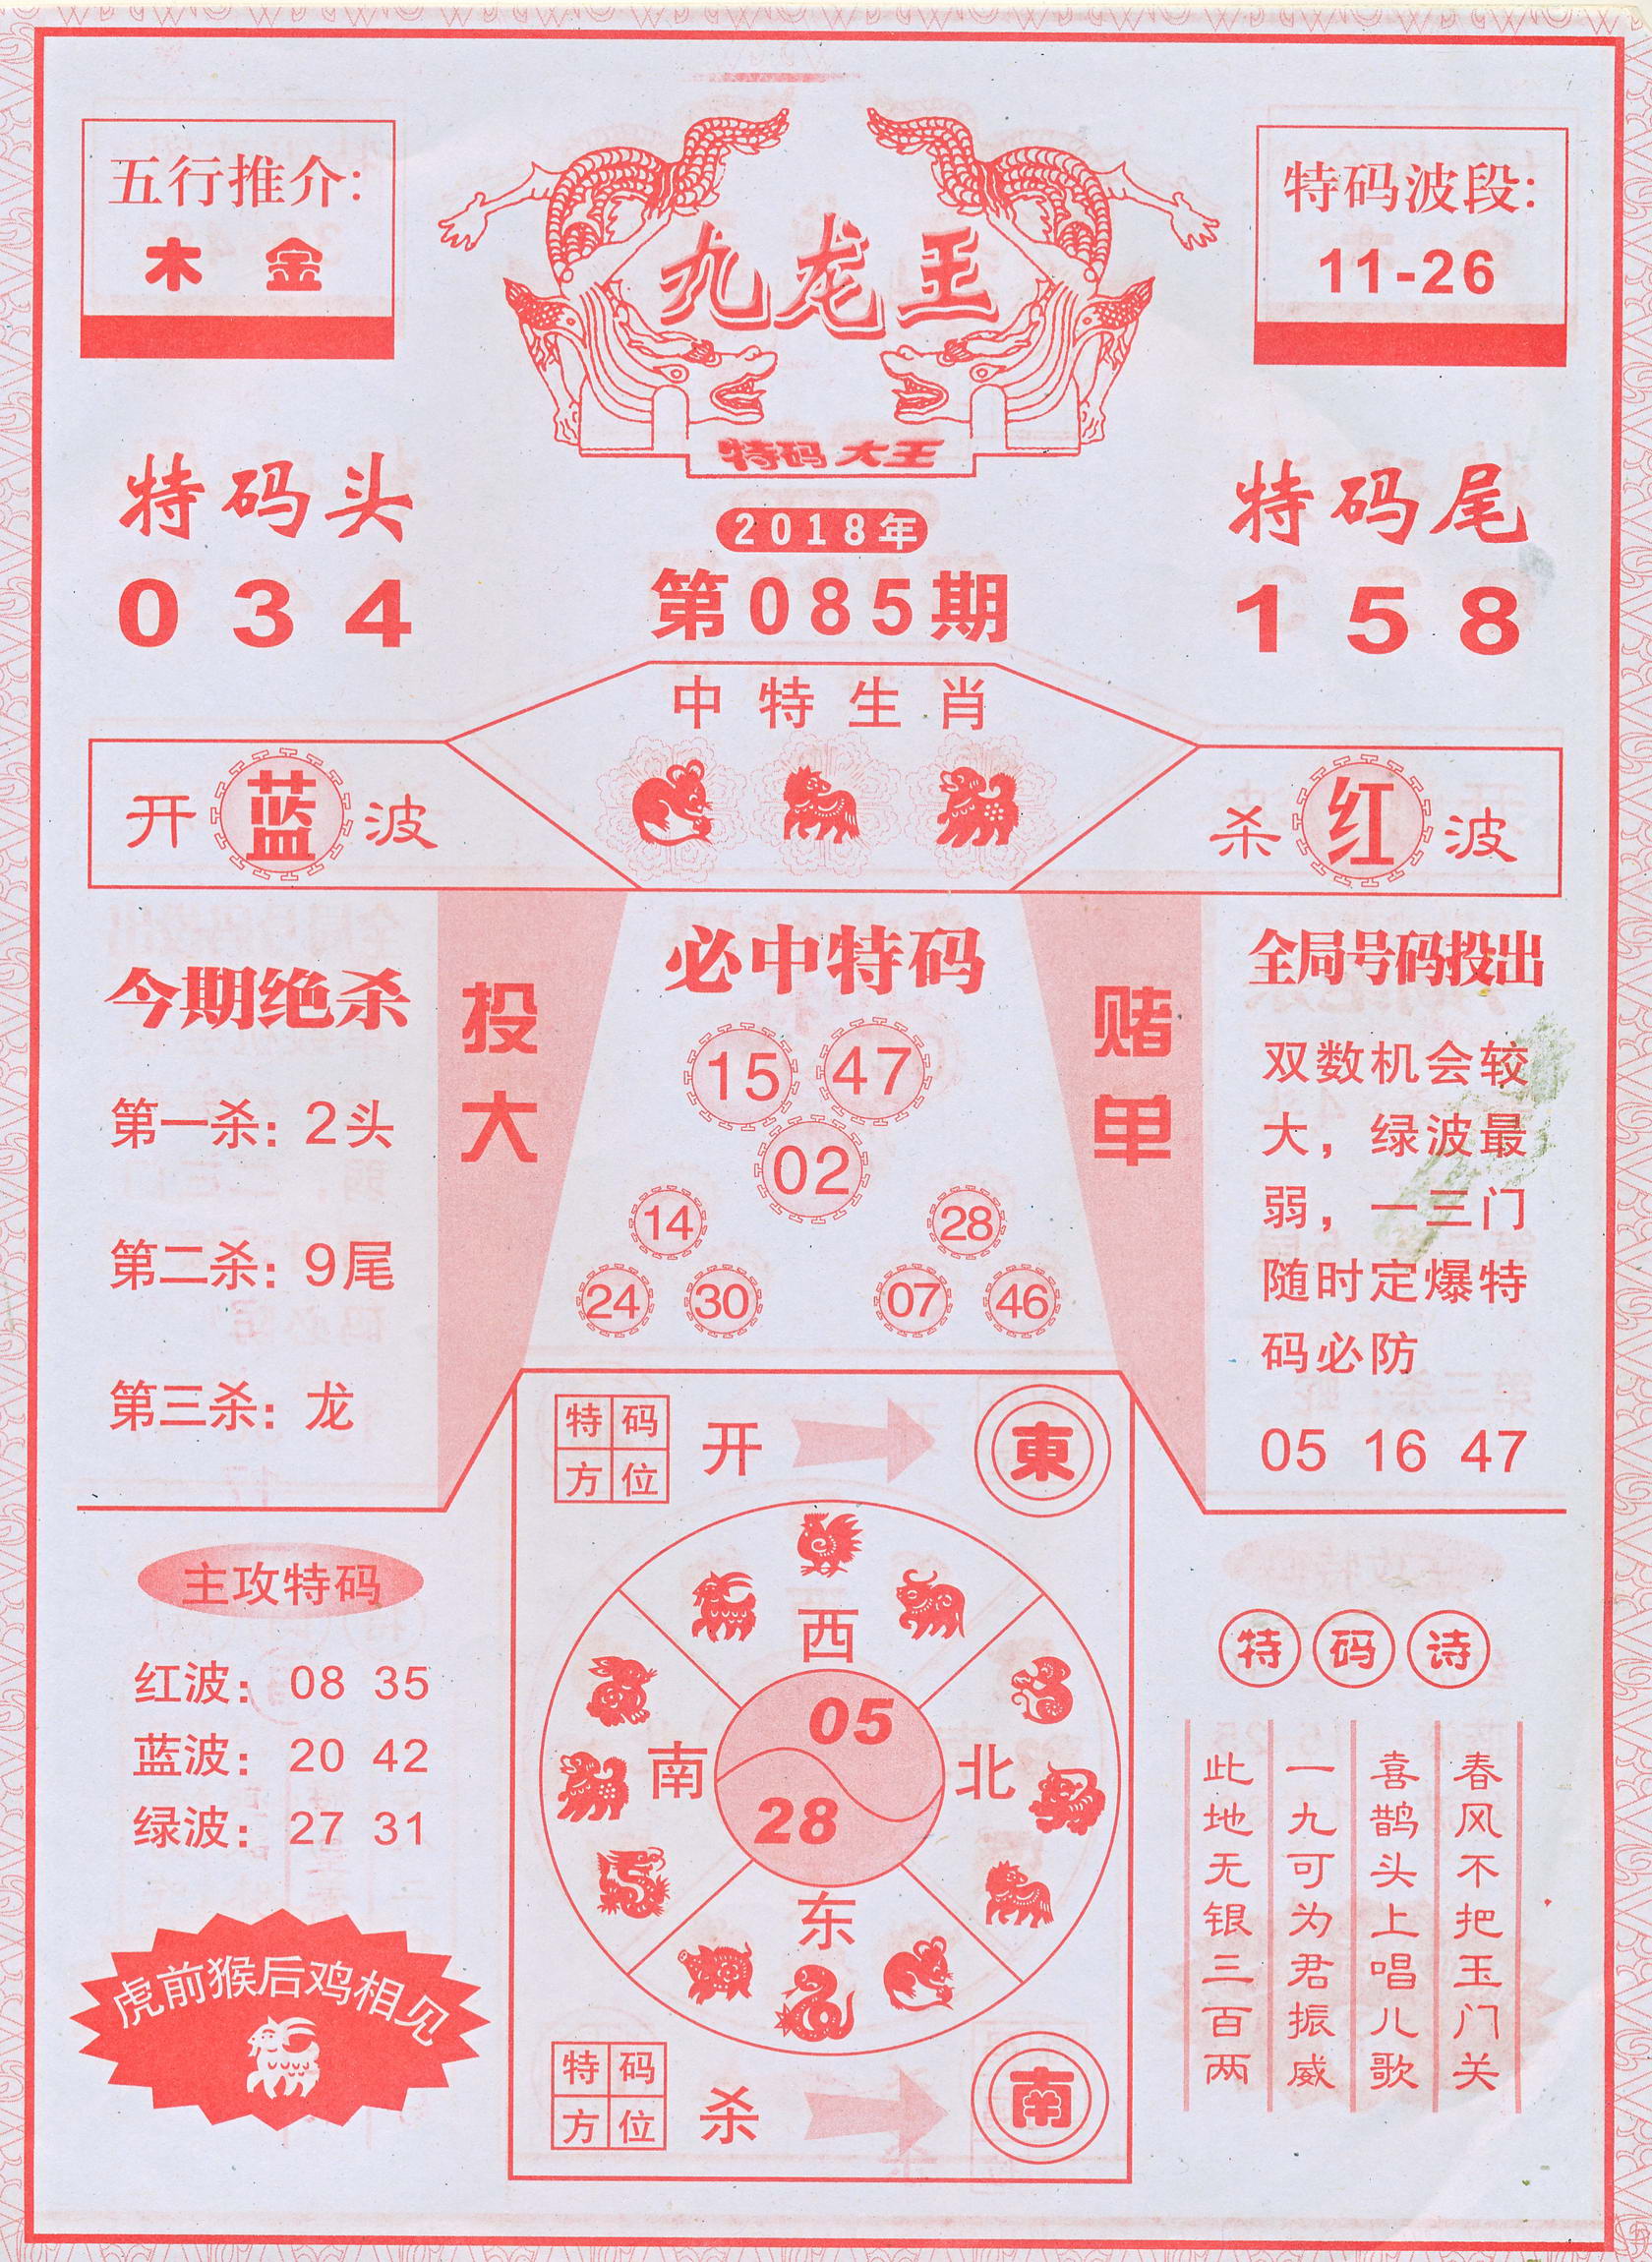 五行推介:
木 金
九龙王
特码大王
特码波段:
11-26
特码头
034
2018年
第085期
特码尾
158
中特生肖
开 蓝 波
杀 红 波
今期绝杀
第一杀: 2头
第二杀: 9尾
第三杀: 龙
投大
必中特码
15 47
02
14
24 30
28
07 46
赌单
全局号码投出
双数机会较
大，绿波最
弱，一三门
随时定爆特
码必防
05 16 47
特码
方位
开
東
西
南
北
东
05
28
特码
方位
杀
南
主攻特码
红波: 08 35
蓝波: 20 42
绿波: 27 31
虎前猴后鸡相见
特码诗
春风不把玉门关
喜鹊头上唱儿歌
一九可为君振威
此地无银三百两